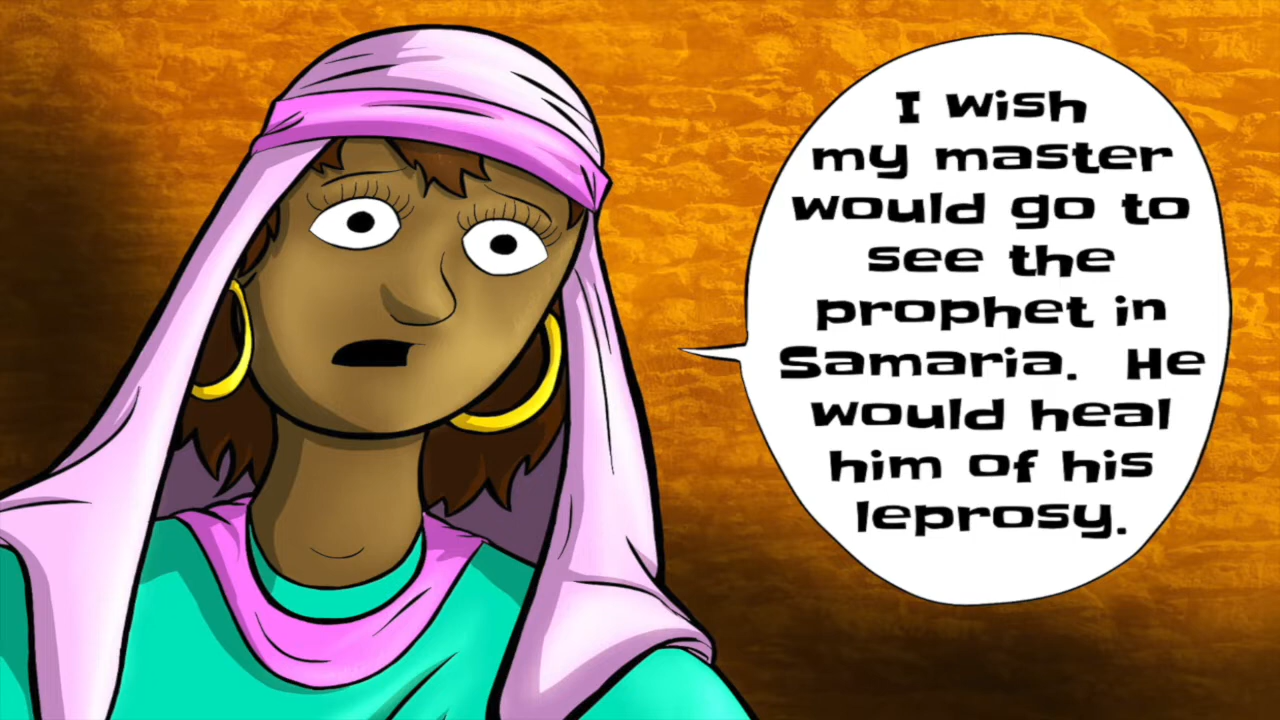 I wish
my master
would go to
see the
prophet in
Samaria. He
would heal
him of his
leprosy.